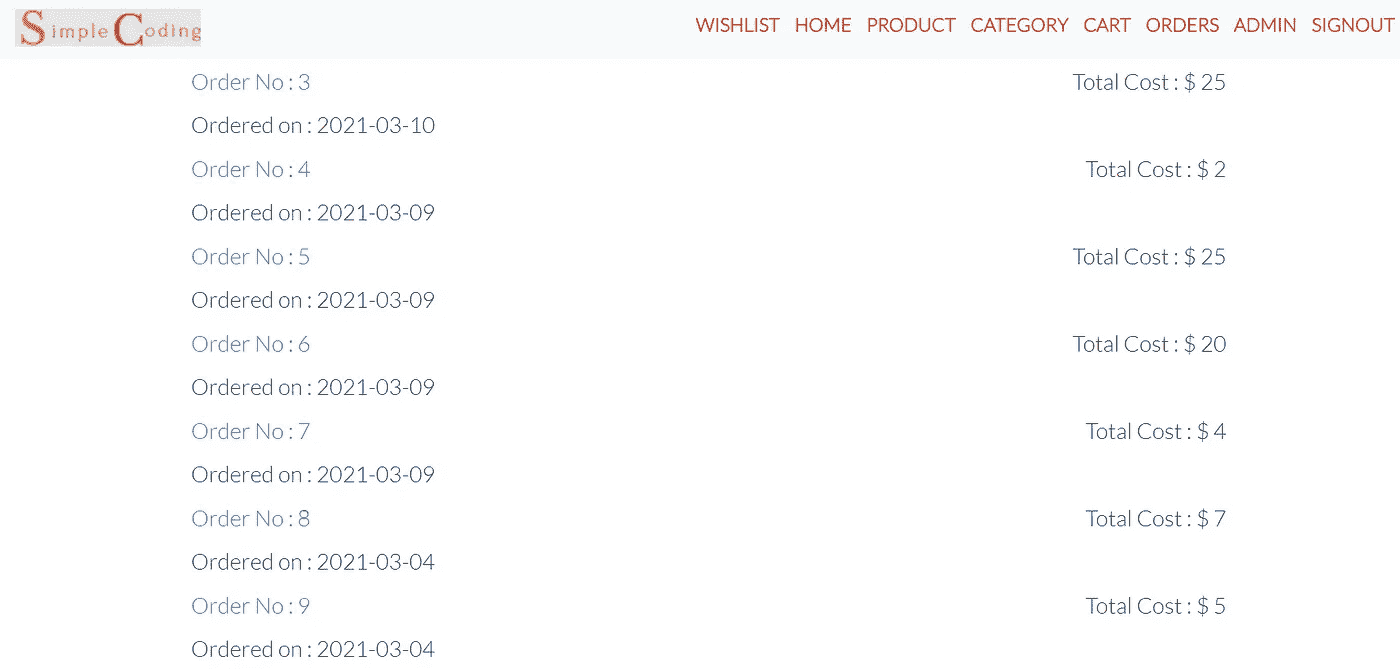 Simple Coding WISHLIST HOME PRODUCT CATEGORY CART ORDERS ADMIN SIGNOUT
Order No : 3 Total Cost : $ 25
Ordered on : 2021-03-10
Order No : 4 Total Cost : $ 2
Ordered on : 2021-03-09
Order No : 5 Total Cost : $ 25
Ordered on : 2021-03-09
Order No : 6 Total Cost : $ 20
Ordered on : 2021-03-09
Order No : 7 Total Cost : $ 4
Ordered on : 2021-03-09
Order No : 8 Total Cost : $ 7
Ordered on : 2021-03-04
Order No : 9 Total Cost : $ 5
Ordered on : 2021-03-04